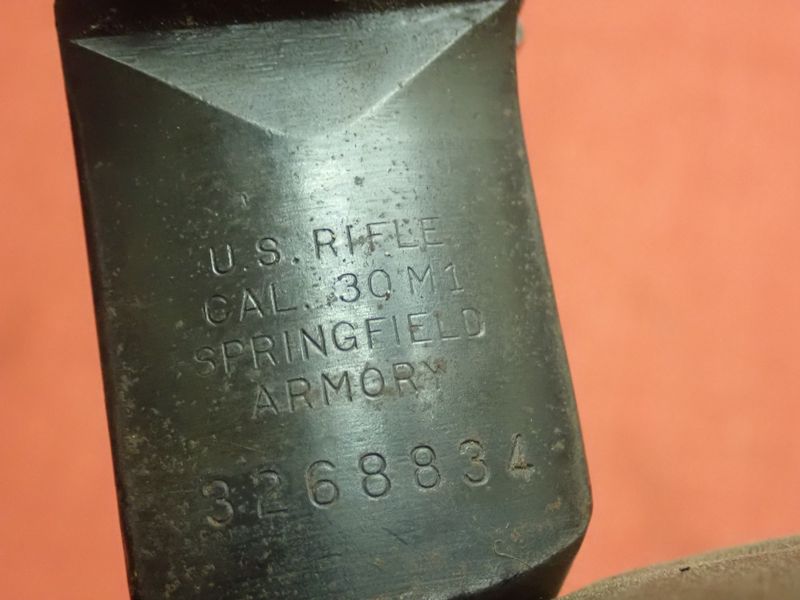 U.S. RIFLE
CAL. 30 M1
SPRINGFIELD
ARMORY
3268834